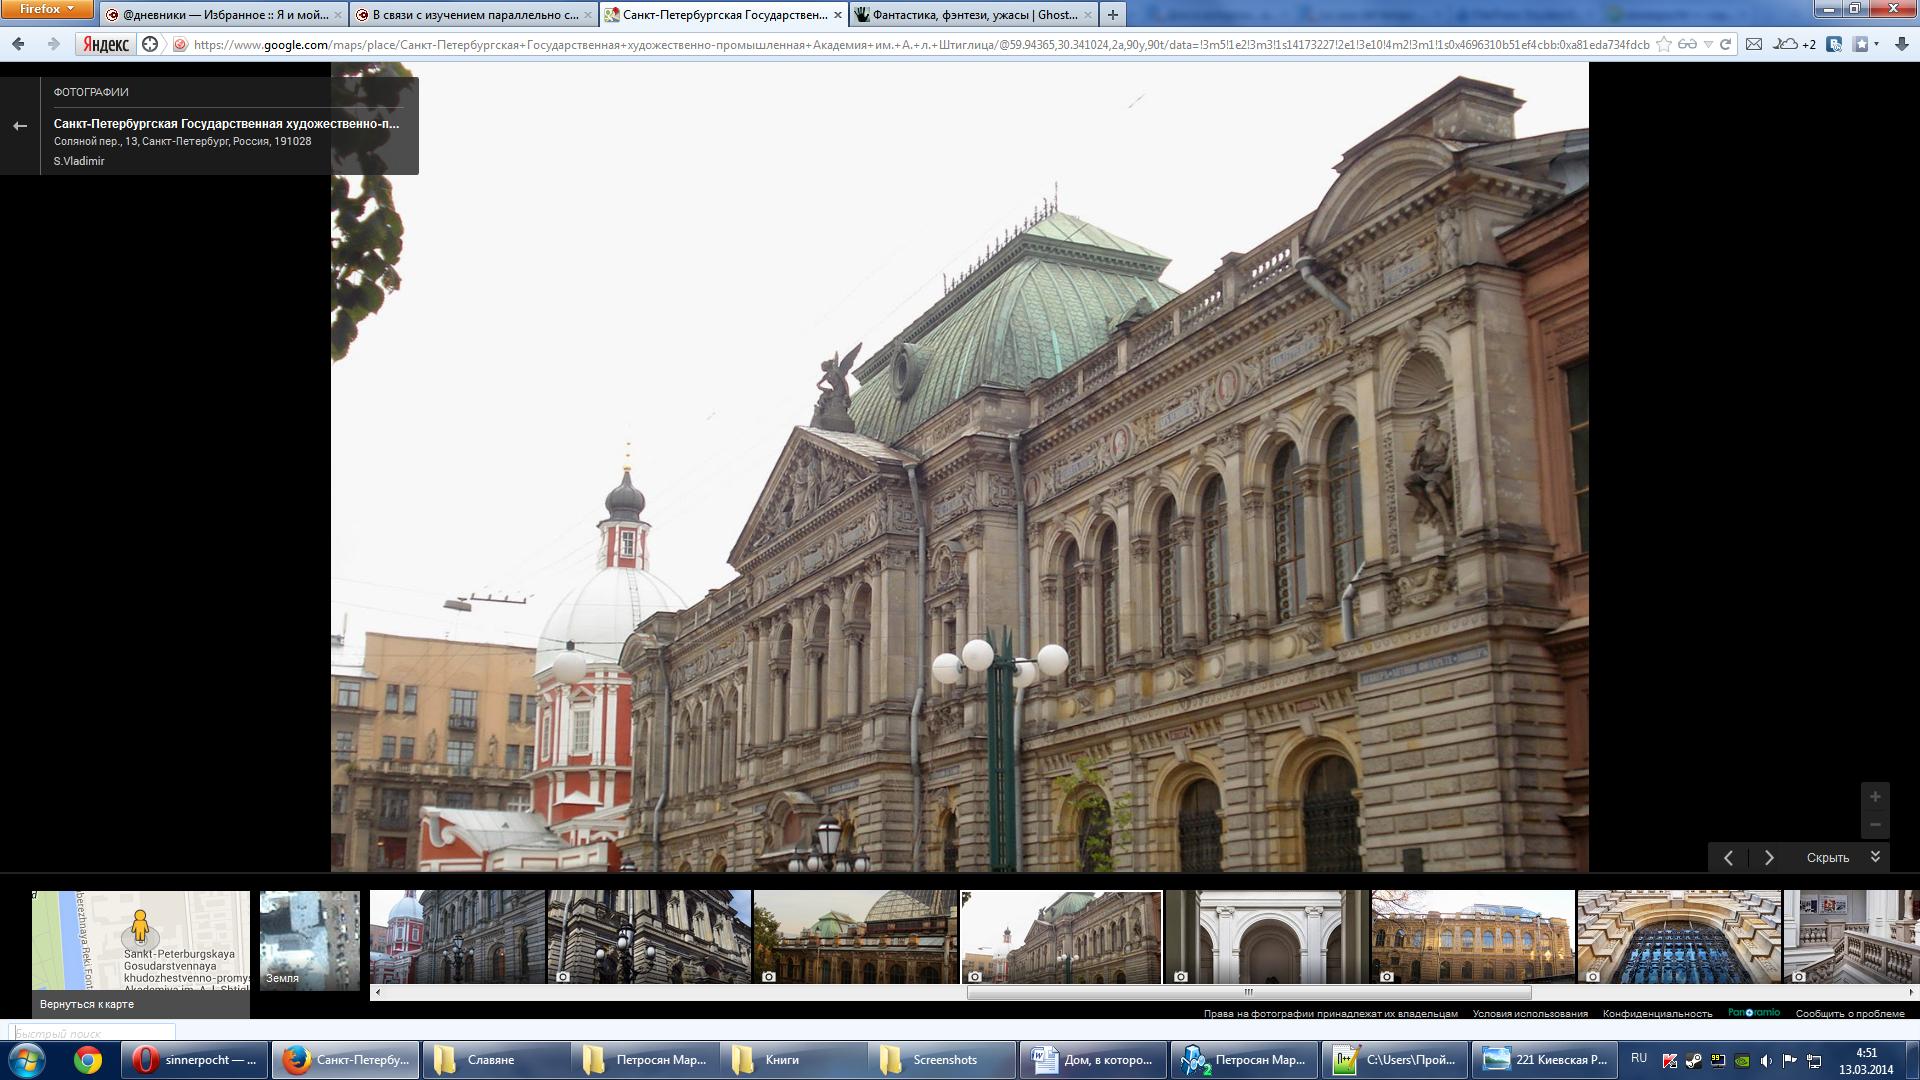 Firefox
@дневники — Избранное :: Я и мой...
В связи с изучением параллельно с...
Санкт-Петербургская Государствен...
Фантастика, фэнтези, ужасы | Ghost...
Яндекс
https://www.google.com/maps/place/Санкт-Петербургская+Государственная+художественно-промышленная+Академия+им.+А.+л.+Штиглица/@59.94365,30.341024,2a,90y,90t/data=!3m5!1e2!3m3!1s14173227!2e1!3e10!4m2!3m1!1s0x4696310b51ef4cbb:0xa81eda734fdcb
+2
ФОТОГРАФИИ
Санкт-Петербургская Государственная художественно-п...
Соляной пер., 13, Санкт-Петербург, Россия, 191028
S.Vladimir
Скрыть
Sankt-Peterburgskaya
Gosudarstvennaya
khudozhestvenno-promys
Akademiya im. A. L Shtigl
Вернуться к карте
Земля
Права на фотографии принадлежат их владельцам
Условия использования
Конфиденциальность
Panoramio
Сообщить о проблеме
Быстрый поиск
sinnerpocht — ...
Санкт-Петербу...
Славяне
Петросян Мар...
Книги
Screenshots
Дом, в которо...
Петросян Мар...
C:\Users\Прой...
221 Киевская Р...
RU
4:51
13.03.2014